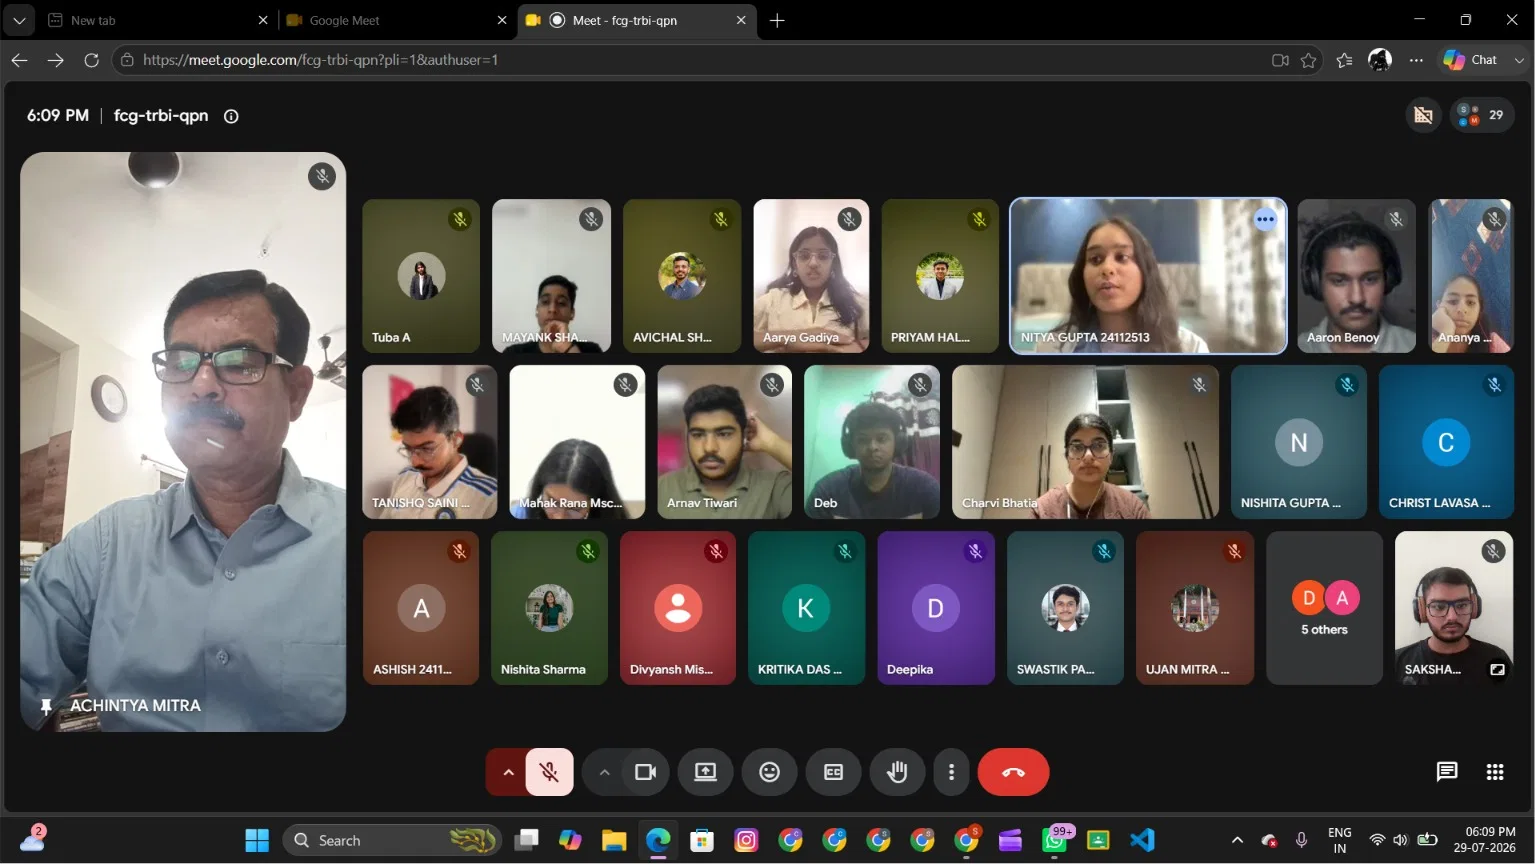 New tab
Google Meet
Meet - fcg-trbi-qpn
https://meet.google.com/fcg-trbi-qpn?pli=1&authuser=1
Chat
6:09 PM | fcg-trbi-qpn
29
ACHINTYA MITRA
Tuba A
MAYANK SHA...
AVICHAL SH...
Aarya Gadiya
PRIYAM HAL...
NITYA GUPTA 24112513
Aaron Benoy
Ananya ...
TANISHQ SAINI ...
Mahak Rana Msc...
Arnav Tiwari
Deb
Charvi Bhatia
N
NISHITA GUPTA ...
C
CHRIST LAVASA ...
A
ASHISH 2411...
Nishita Sharma
Divyansh Mis...
K
KRITIKA DAS ...
D
Deepika
SWASTIK PA...
UJAN MITRA ...
D A
5 others
SAKSHA...
CC
2
Search
99+
ENG
IN
06:09 PM
29-07-2026